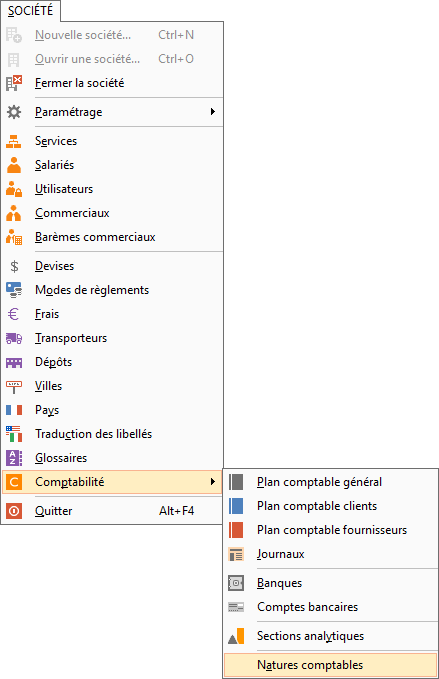 SOCIÉTÉ
Nouvelle société... Ctrl+N
Ouvrir une société... Ctrl+O
Fermer la société
Paramétrage
Services
Salariés
Utilisateurs
Commerciaux
Barèmes commerciaux
Devises
Modes de règlements
Frais
Transporteurs
Dépôts
Villes
Pays
Traduction des libellés
Glossaires
Comptabilité
Quitter Alt+F4
Plan comptable général
Plan comptable clients
Plan comptable fournisseurs
Journaux
Banques
Comptes bancaires
Sections analytiques
Natures comptables